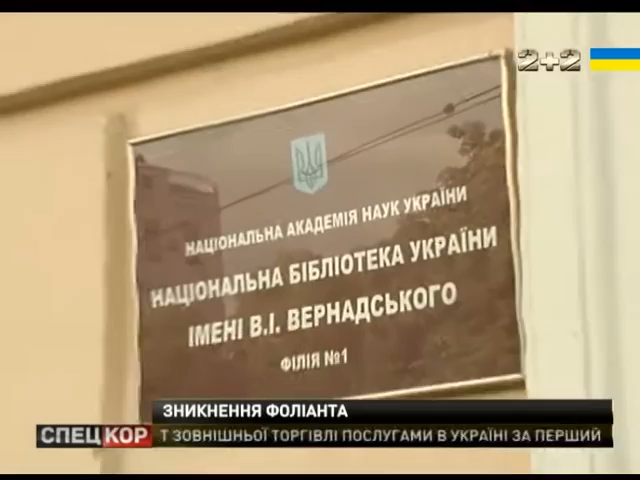 2+2
НАЦІОНАЛЬНА АКАДЕМІЯ НАУК УКРАЇНИ
НАЦІОНАЛЬНА БІБЛІОТЕКА УКРАЇНИ
ІМЕНІ В.І. ВЕРНАДСЬКОГО
ФІЛІЯ №1
ЗНИКНЕННЯ ФОЛІАНТА
СПЕЦКОР Т ЗОВНІШНЬОЇ ТОРГІВЛІ ПОСЛУГАМИ В УКРАЇНІ ЗА ПЕРШИЙ